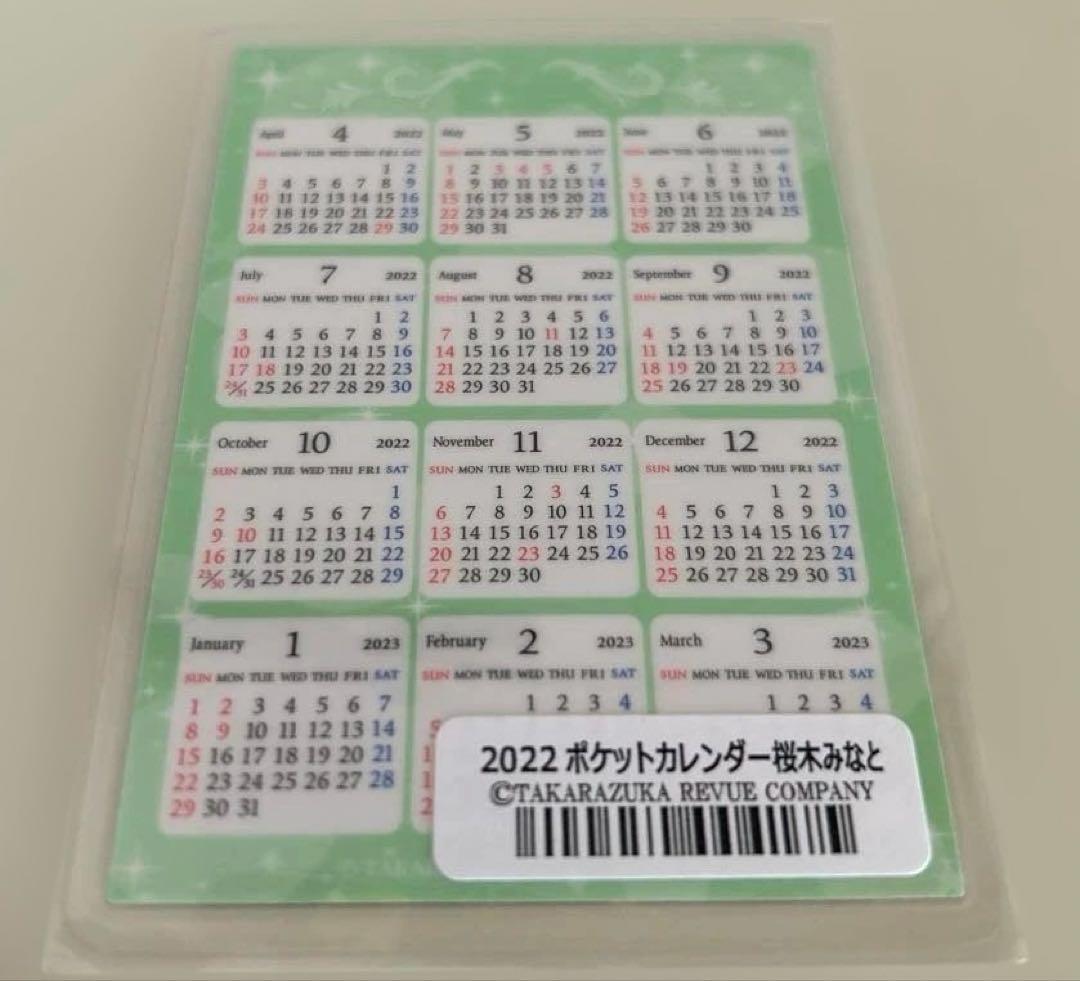 April 4 2022 May 5 2022 June 6 2022
SUN MON TUE WED THU FRI SAT SUN MON TUE WED THU FRI SAT SUN MON TUE WED THU FRI SAT
1 2 1 2 3 4 5 6 7 1 2 3 4
3 4 5 6 7 8 9 8 9 10 11 12 13 14 5 6 7 8 9 10 11
10 11 12 13 14 15 16 15 16 17 18 19 20 21 12 13 14 15 16 17 18
17 18 19 20 21 22 23 22 23 24 25 26 27 28 19 20 21 22 23 24 25
24 25 26 27 28 29 30 29 30 31 26 27 28 29 30
July 7 2022 August 8 2022 September 9 2022
SUN MON TUE WED THU FRI SAT SUN MON TUE WED THU FRI SAT SUN MON TUE WED THU FRI SAT
1 2 1 2 3 4 5 6 1 2 3
3 4 5 6 7 8 9 7 8 9 10 11 12 13 4 5 6 7 8 9 10
10 11 12 13 14 15 16 14 15 16 17 18 19 20 11 12 13 14 15 16 17
17 18 19 20 21 22 23 21 22 23 24 25 26 27 18 19 20 21 22 23 24
24/31 25 26 27 28 29 30 28 29 30 31 25 26 27 28 29 30
October 10 2022 November 11 2022 December 12 2022
SUN MON TUE WED THU FRI SAT SUN MON TUE WED THU FRI SAT SUN MON TUE WED THU FRI SAT
1 1 2 3 4 5 1 2 3
2 3 4 5 6 7 8 6 7 8 9 10 11 12 4 5 6 7 8 9 10
9 10 11 12 13 14 15 13 14 15 16 17 18 19 11 12 13 14 15 16 17
16 17 18 19 20 21 22 20 21 22 23 24 25 26 18 19 20 21 22 23 24
23/30 24/31 25 26 27 28 29 27 28 29 30 25 26 27 28 29 30 31
January 1 2023 February 2 2023 March 3 2023
SUN MON TUE WED THU FRI SAT SUN MON TUE WED THU FRI SAT SUN MON TUE WED THU FRI SAT
1 2 3 4 5 6 7 1 2 3 4 1 2 3 4
8 9 10 11 12 13 14
15 16 17 18 19 20 21
22 23 24 25 26 27 28
29 30 31
2022 ポケットカレンダー桜木みなと
©TAKARAZUKA REVUE COMPANY